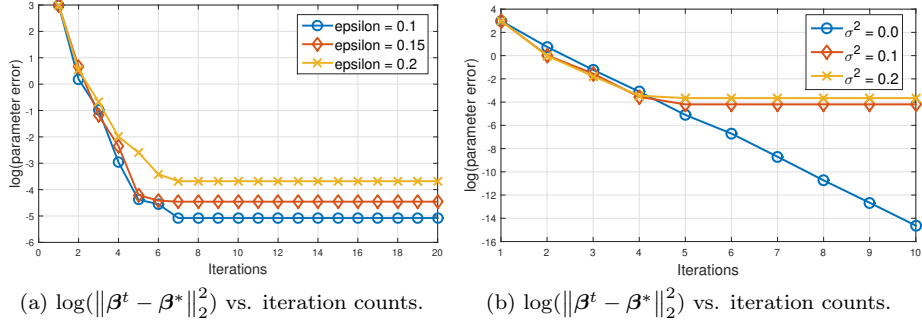 3
2
1
0
-1
-2
-3
-4
-5
-6
0 2 4 6 8 10 12 14 16 18 20
log(parameter error)
Iterations
epsilon = 0.1
epsilon = 0.15
epsilon = 0.2
(a) log(‖β^t − β^*‖_2^2) vs. iteration counts.
4
2
0
-2
-4
-6
-8
-10
-12
-14
-16
1 2 3 4 5 6 7 8 9 10
log(parameter error)
Iterations
σ^2 = 0.0
σ^2 = 0.1
σ^2 = 0.2
(b) log(‖β^t − β^*‖_2^2) vs. iteration counts.